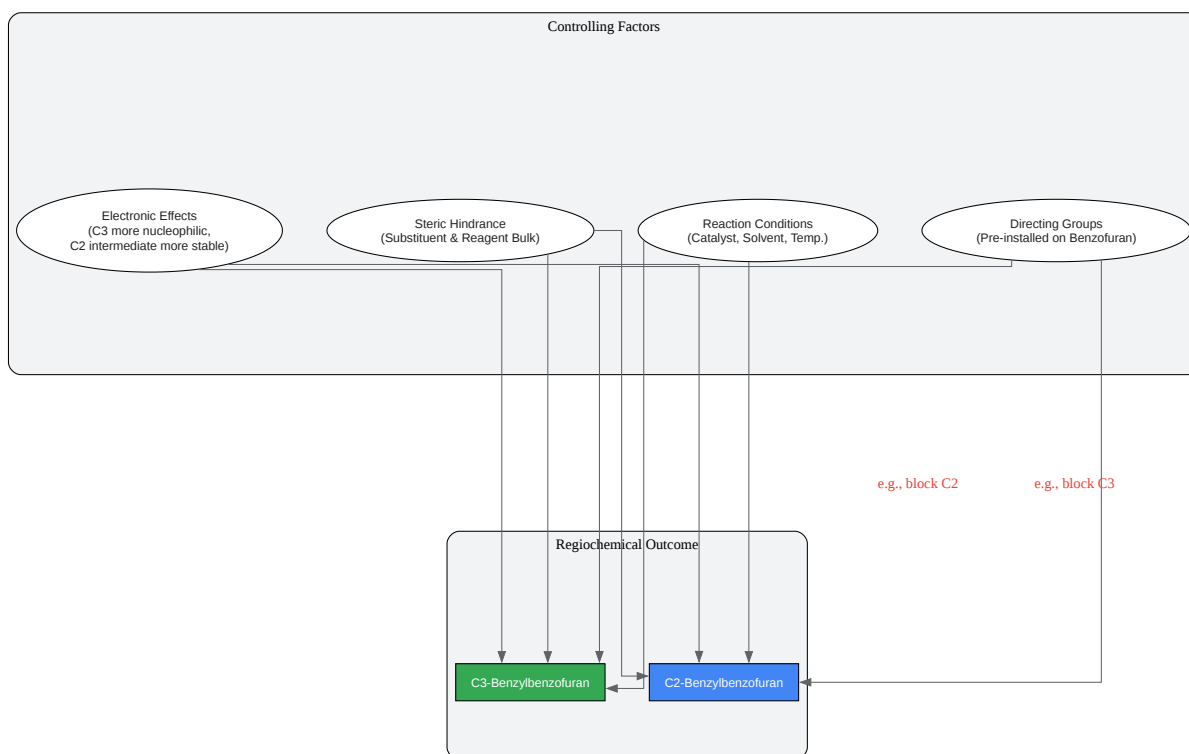 Controlling Factors
Electronic Effects
(C3 more nucleophilic,
C2 intermediate more stable)
Steric Hindrance
(Substituent & Reagent Bulk)
Reaction Conditions
(Catalyst, Solvent, Temp.)
Directing Groups
(Pre-installed on Benzofuran)
e.g., block C2
e.g., block C3
Regiochemical Outcome
C3-Benzylbenzofuran
C2-Benzylbenzofuran